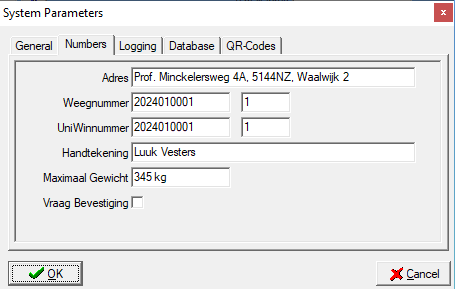 System Parameters
General Numbers Logging Database QR-Codes
Adres Prof. Minckelersweg 4A, 5144NZ, Waalwijk 2
Weegnummer 2024010001 1
UniWinnummer 2024010001 1
Handtekening Luuk Vesters
Maximaal Gewicht 345 kg
Vraag Bevestiging
OK Cancel